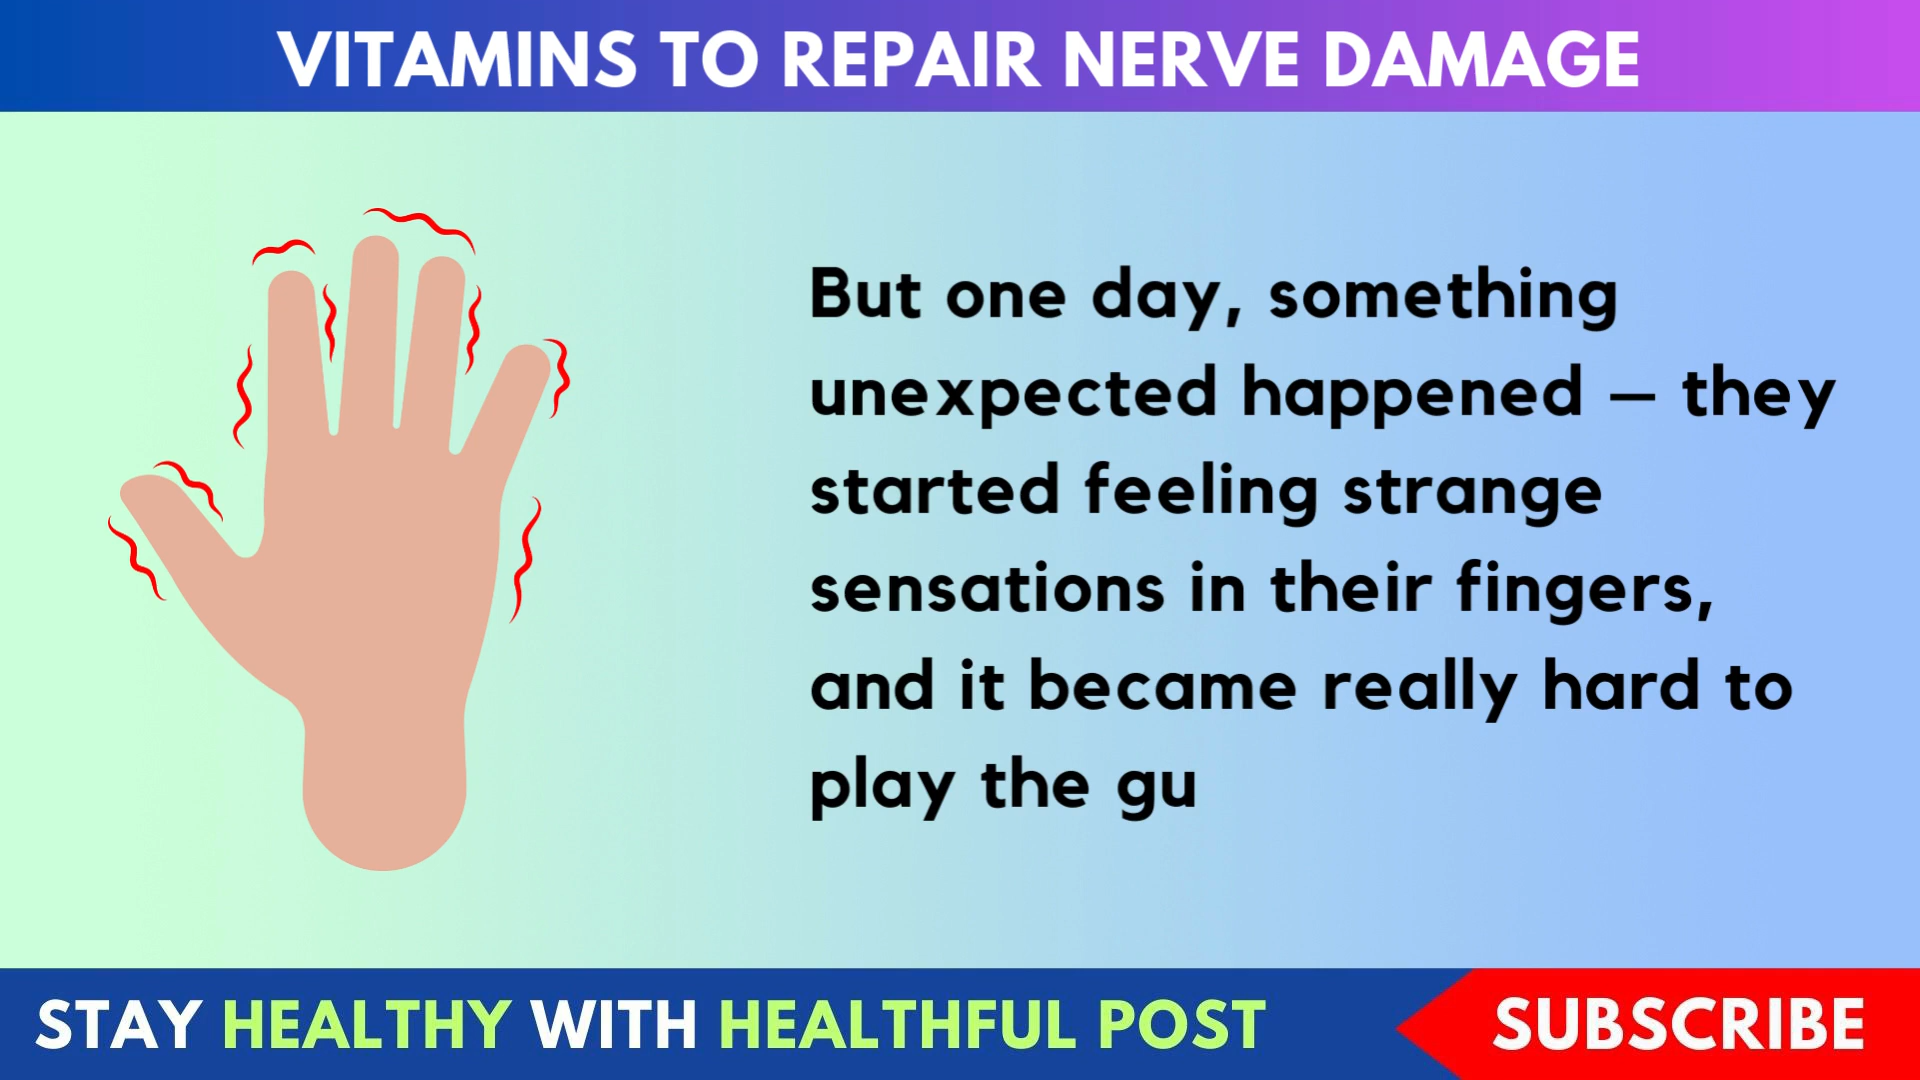 VITAMINS TO REPAIR NERVE DAMAGE
But one day, something
unexpected happened – they
started feeling strange
sensations in their fingers,
and it became really hard to
play the gu
STAY HEALTHY WITH HEALTHFUL POST
SUBSCRIBE